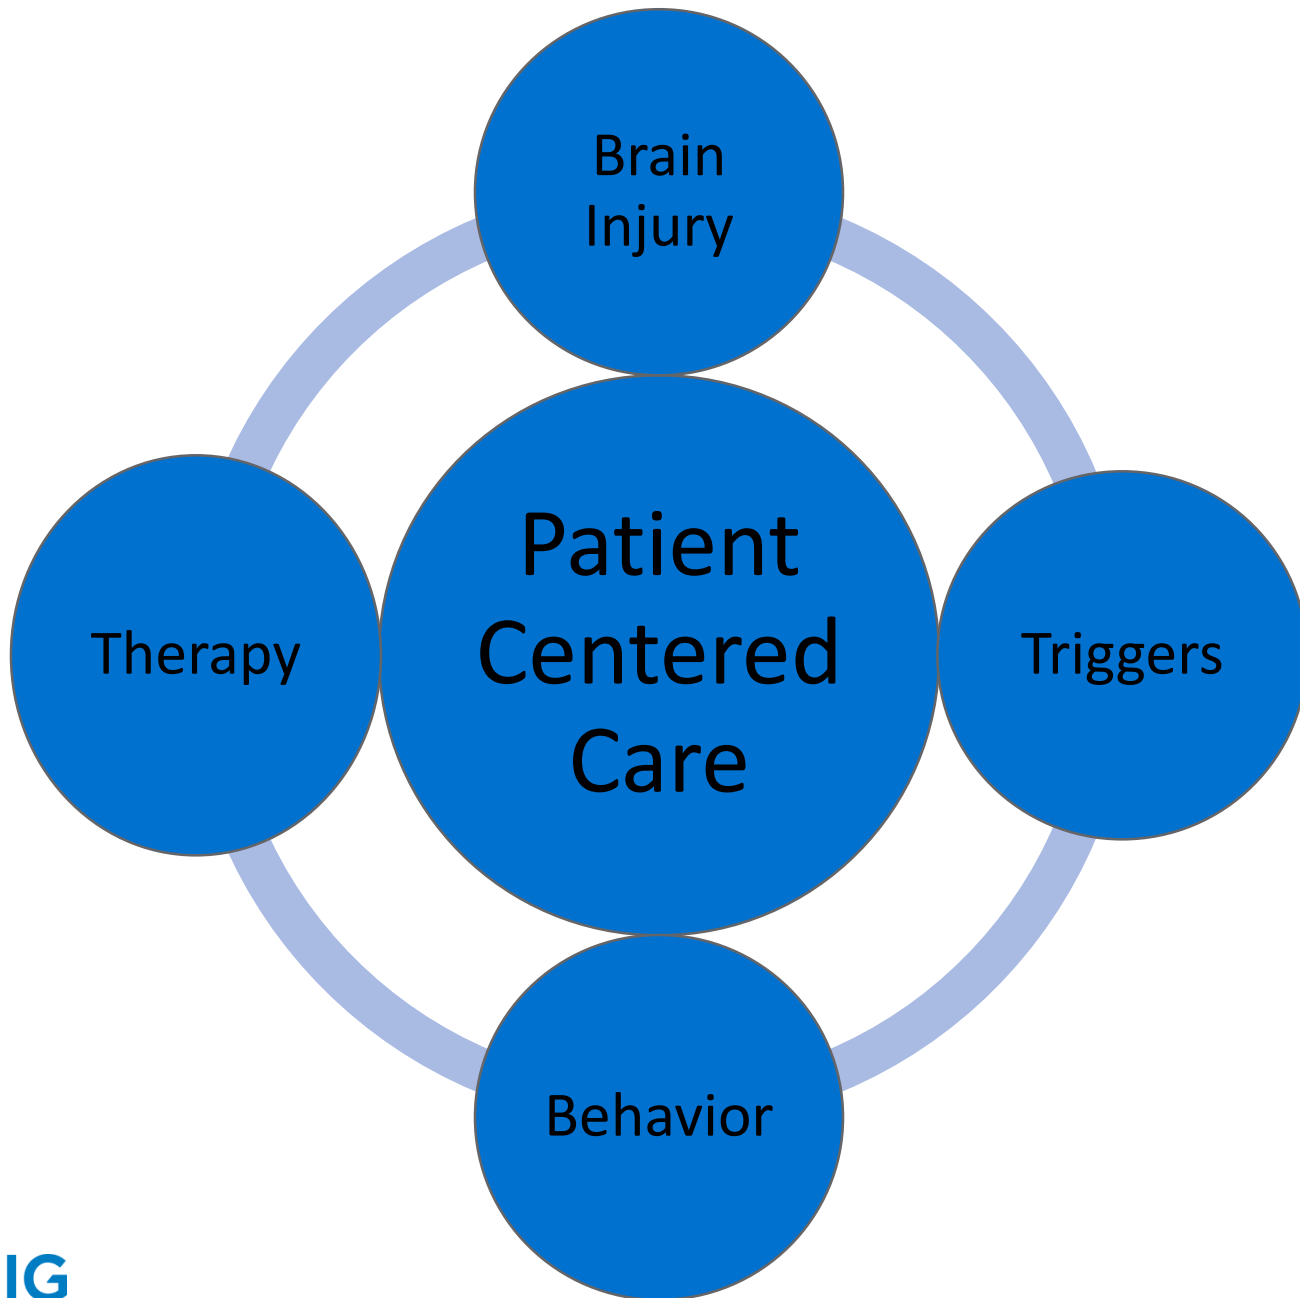 Brain
Injury
Patient
Centered
Care
Therapy
Triggers
Behavior
IG